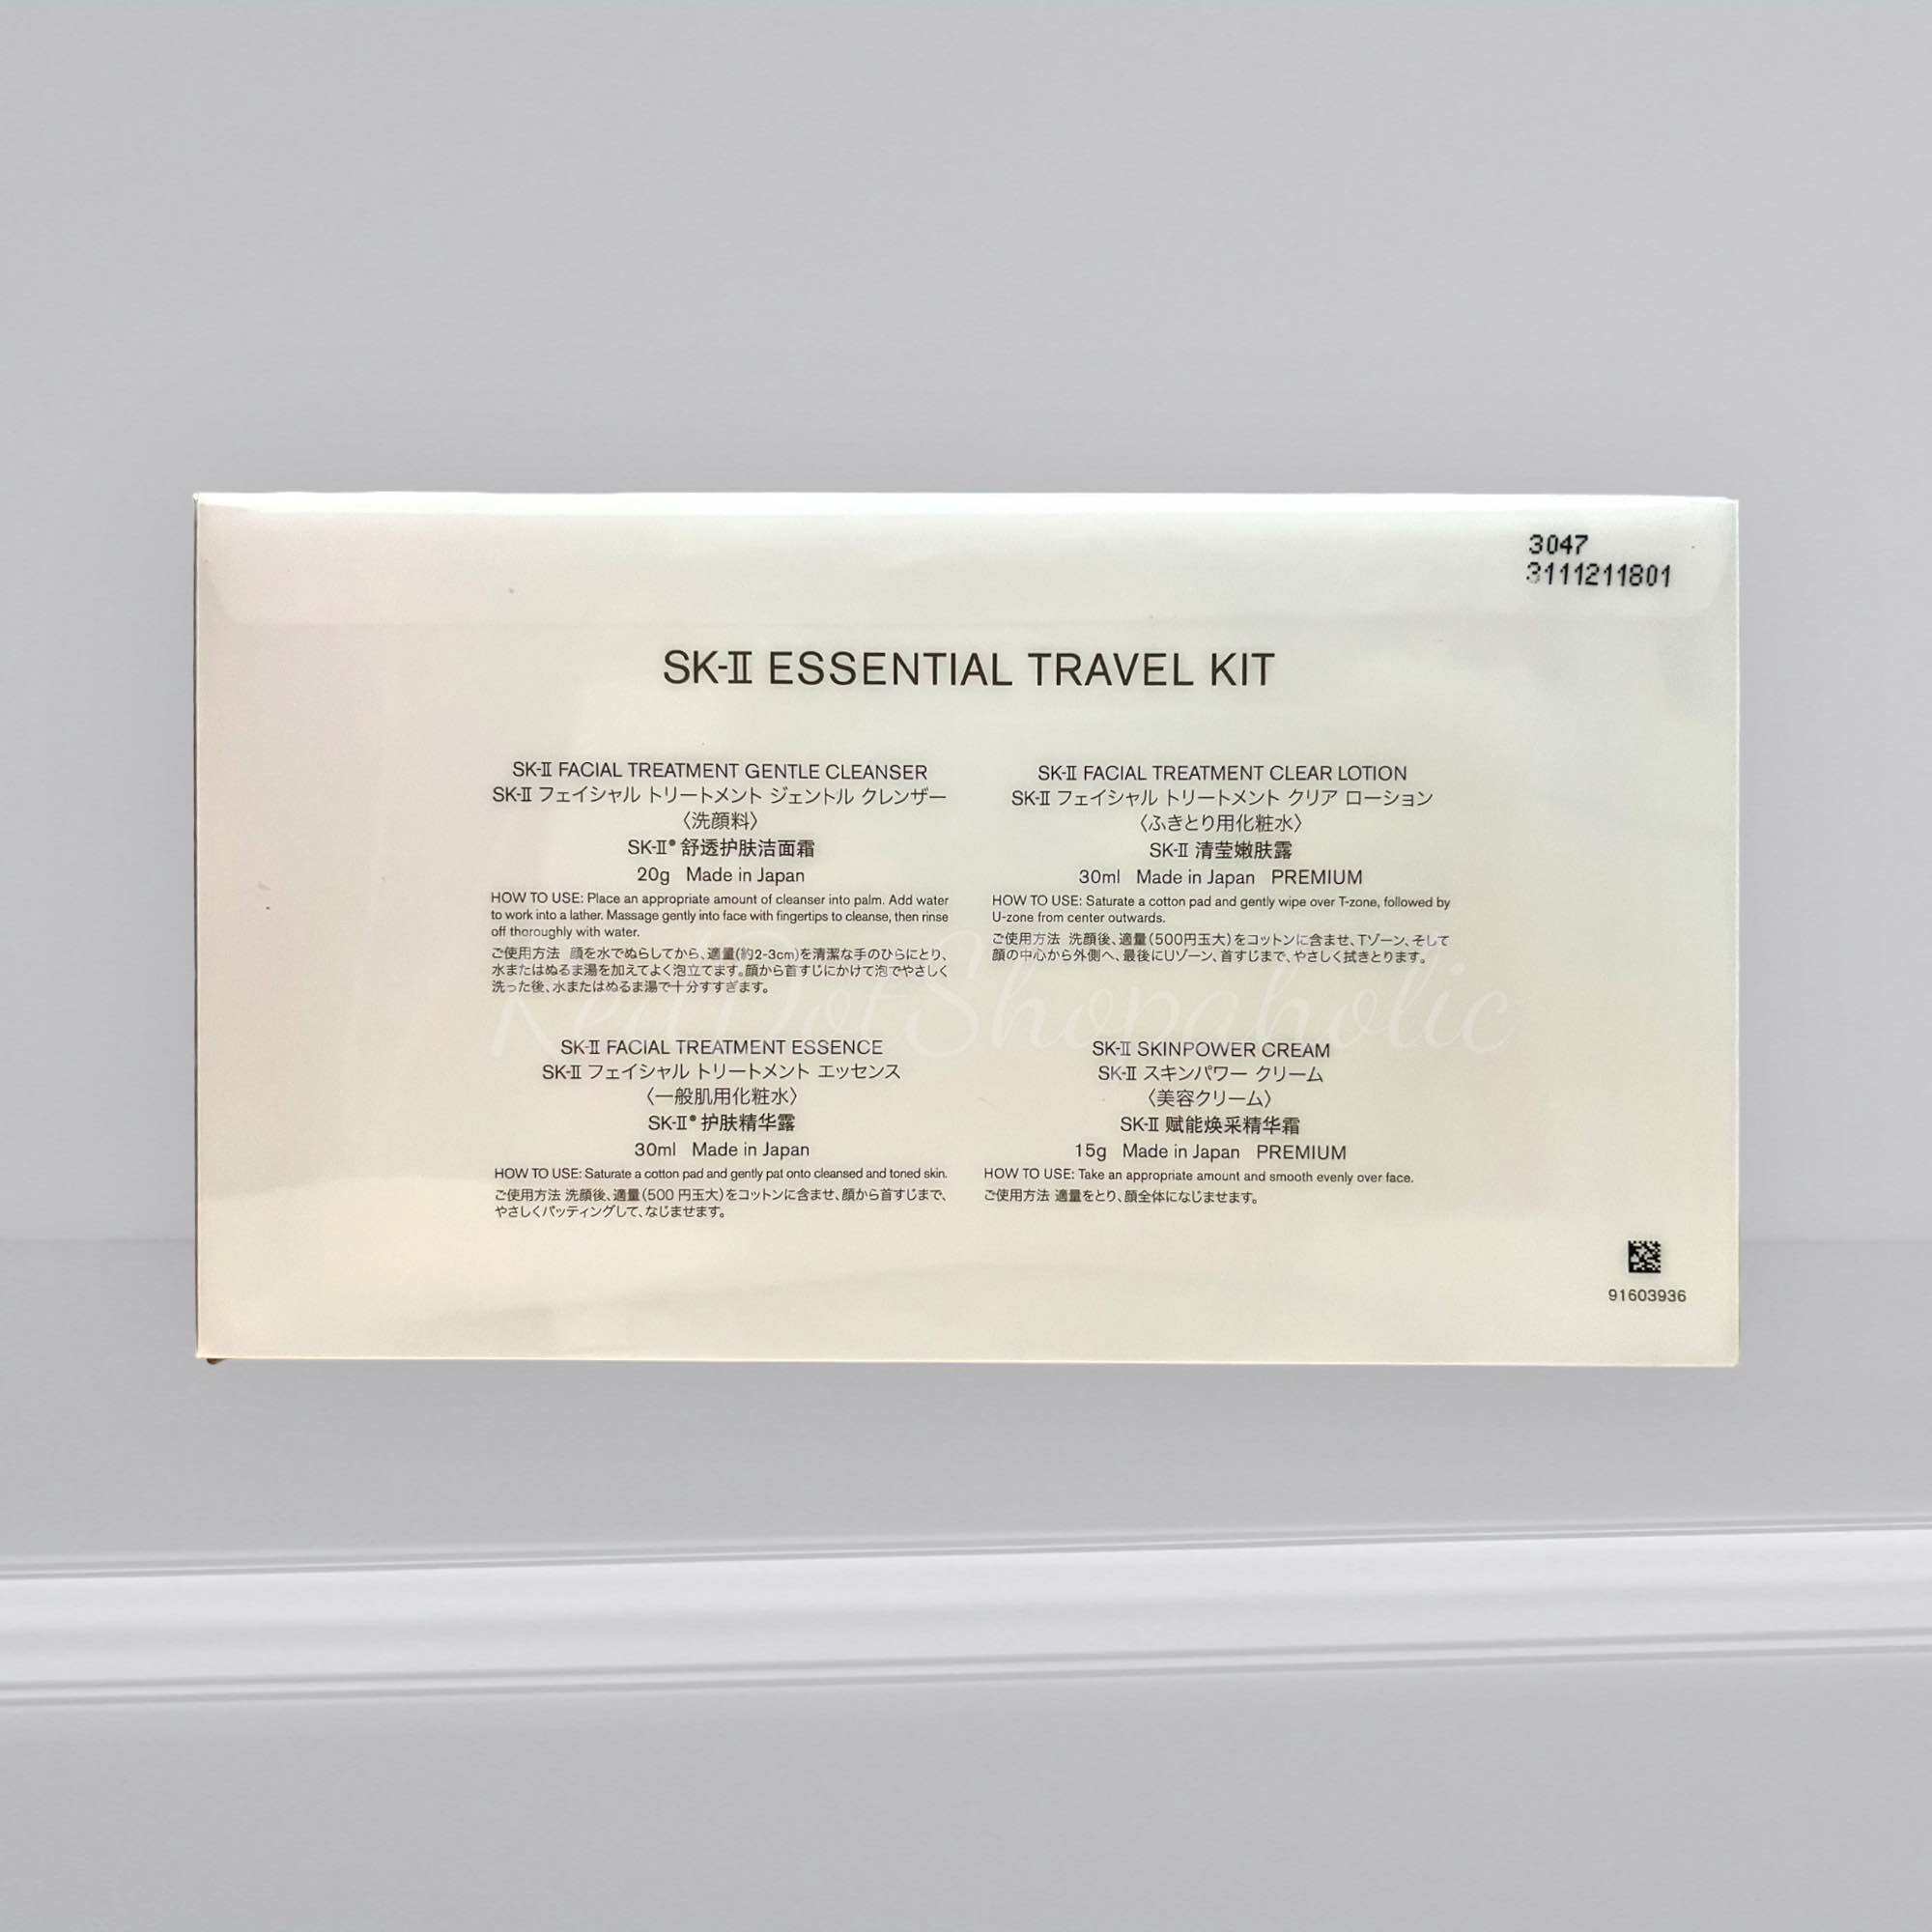 3047
3111211801
SK-II ESSENTIAL TRAVEL KIT
SK-II FACIAL TREATMENT GENTLE CLEANSER
SK-II フェイシャル トリートメント ジェントル クレンザー
〈洗顔料〉
SK-II® 舒透护肤洁面霜
20g Made in Japan
HOW TO USE: Place an appropriate amount of cleanser into palm. Add water
to work into a lather. Massage gently into face with fingertips to cleanse, then rinse
off thoroughly with water.
ご使用方法 顔を水でぬらしてから、適量(約2-3cm)を清潔な手のひらにとり、
水またはぬるま湯を加えてよく泡立てます。顔から首すじにかけて泡でやさしく
洗った後、水またはぬるま湯で十分すすぎます。
SK-II FACIAL TREATMENT CLEAR LOTION
SK-II フェイシャル トリートメント クリア ローション
〈ふきとり用化粧水〉
SK-II 清莹嫩肤露
30ml Made in Japan PREMIUM
HOW TO USE: Saturate a cotton pad and gently wipe over T-zone, followed by
U-zone from center outwards.
ご使用方法 洗顔後、適量(500円玉大)をコットンに含ませ、Tゾーン、そして
顔の中心から外側へ、最後にUゾーン、首すじまで、やさしく拭きとります。
RedDotShopaholic
SK-II FACIAL TREATMENT ESSENCE
SK-II フェイシャル トリートメント エッセンス
〈一般肌用化粧水〉
SK-II® 护肤精华露
30ml Made in Japan
HOW TO USE: Saturate a cotton pad and gently pat onto cleansed and toned skin.
ご使用方法 洗顔後、適量(500 円玉大)をコットンに含ませ、顔から首すじまで、
やさしくパッティングして、なじませます。
SK-II SKINPOWER CREAM
SK-II スキンパワー クリーム
〈美容クリーム〉
SK-II 赋能焕采精华霜
15g Made in Japan PREMIUM
HOW TO USE: Take an appropriate amount and smooth evenly over face.
ご使用方法 適量をとり、顔全体になじませます。
91603936